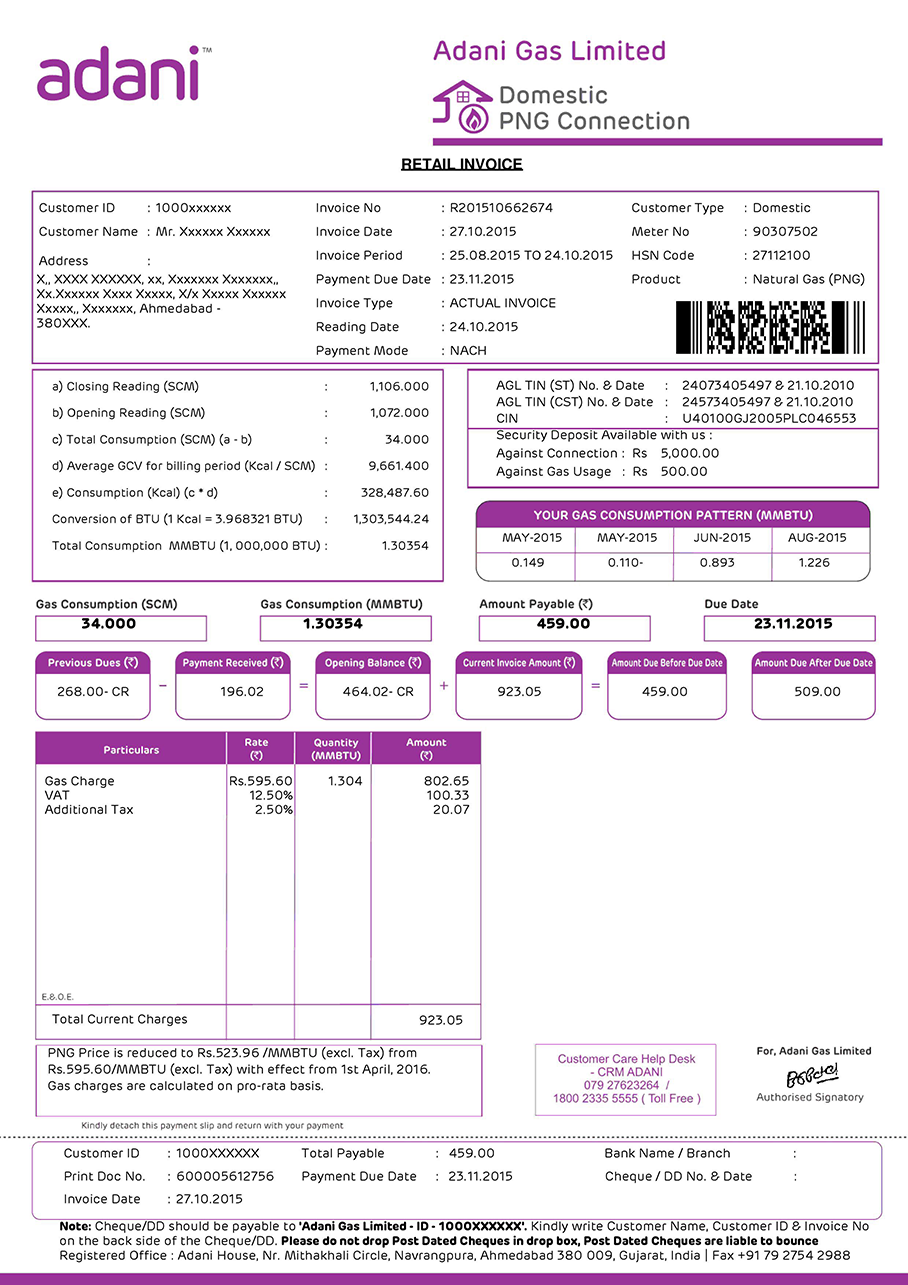 adani™
Adani Gas Limited
Domestic
PNG Connection
RETAIL INVOICE
Customer ID : 1000xxxxxx
Customer Name : Mr. Xxxxxx Xxxxxx
Address :
X,, XXXX XXXXXX, xx, Xxxxxxx Xxxxxxx,,
Xx.Xxxxxx Xxxx Xxxxx, X/x Xxxxx Xxxxxx
Xxxxx,, Xxxxxxx, Ahmedabad -
380XXX.
Invoice No : R201510662674
Invoice Date : 27.10.2015
Invoice Period : 25.08.2015 TO 24.10.2015
Payment Due Date : 23.11.2015
Invoice Type : ACTUAL INVOICE
Reading Date : 24.10.2015
Payment Mode : NACH
Customer Type : Domestic
Meter No : 90307502
HSN Code : 27112100
Product : Natural Gas (PNG)
a) Closing Reading (SCM) : 1,106.000
b) Opening Reading (SCM) : 1,072.000
c) Total Consumption (SCM) (a - b) : 34.000
d) Average GCV for billing period (Kcal / SCM) : 9,661.400
e) Consumption (Kcal) (c * d) : 328,487.60
Conversion of BTU (1 Kcal = 3.968321 BTU) : 1,303,544.24
Total Consumption MMBTU (1, 000,000 BTU) : 1.30354
AGL TIN (ST) No. & Date : 24073405497 & 21.10.2010
AGL TIN (CST) No. & Date : 24573405497 & 21.10.2010
CIN : U40100GJ2005PLC046553
Security Deposit Available with us :
Against Connection : Rs 5,000.00
Against Gas Usage : Rs 500.00
YOUR GAS CONSUMPTION PATTERN (MMBTU)
MAY-2015 MAY-2015 JUN-2015 AUG-2015
0.149 0.110- 0.893 1.226
Gas Consumption (SCM) Gas Consumption (MMBTU) Amount Payable (₹) Due Date
34.000 1.30354 459.00 23.11.2015
Previous Dues (₹) Payment Received (₹) Opening Balance (₹) Current Invoice Amount (₹) Amount Due Before Due Date Amount Due After Due Date
268.00- CR – 196.02 = 464.02- CR + 923.05 = 459.00 509.00
Particulars Rate (₹) Quantity (MMBTU) Amount (₹)
Gas Charge Rs.595.60 1.304 802.65
VAT 12.50% 100.33
Additional Tax 2.50% 20.07
E.&.O.E.
Total Current Charges 923.05
PNG Price is reduced to Rs.523.96 /MMBTU (excl. Tax) from
Rs.595.60/MMBTU (excl. Tax) with effect from 1st April, 2016.
Gas charges are calculated on pro-rata basis.
Customer Care Help Desk
- CRM ADANI
079 27623264 /
1800 2335 5555 ( Toll Free )
For, Adani Gas Limited
Authorised Signatory
Kindly detach this payment slip and return with your payment
Customer ID : 1000XXXXXX Total Payable : 459.00 Bank Name / Branch :
Print Doc No. : 600005612756 Payment Due Date : 23.11.2015 Cheque / DD No. & Date :
Invoice Date : 27.10.2015
Note: Cheque/DD should be payable to 'Adani Gas Limited - ID - 1000XXXXXX'. Kindly write Customer Name, Customer ID & Invoice No
on the back side of the Cheque/DD. Please do not drop Post Dated Cheques in drop box, Post Dated Cheques are liable to bounce
Registered Office : Adani House, Nr. Mithakhali Circle, Navrangpura, Ahmedabad 380 009, Gujarat, India | Fax +91 79 2754 2988